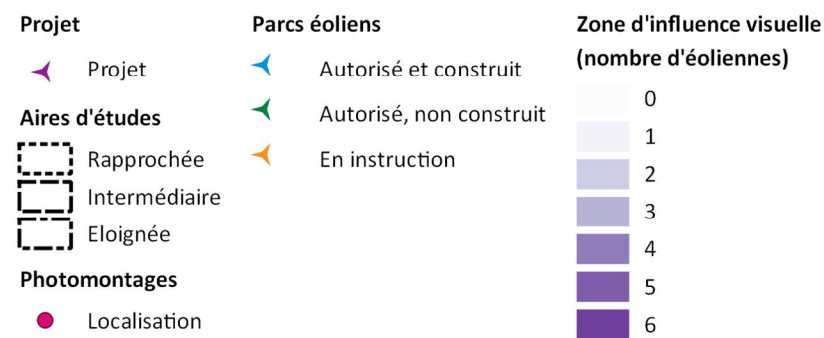 Projet
Projet
Aires d'études
Rapprochée
Intermédiaire
Eloignée
Photomontages
Localisation
Parcs éoliens
Autorisé et construit
Autorisé, non construit
En instruction
Zone d'influence visuelle
(nombre d'éoliennes)
0
1
2
3
4
5
6